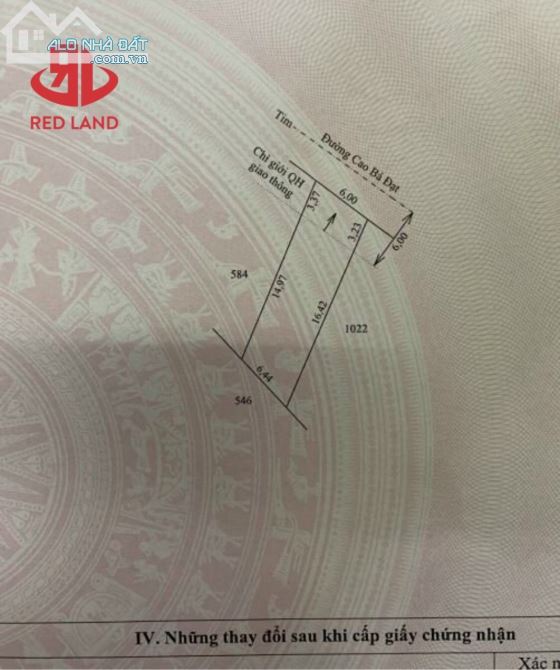 ALO NHÀ ĐẤT
.com.vn
RED LAND
Tim
Đường Cao Bá Đạt
Chỉ giới QH
giao thông
6,00
3,37
3,23
6,00
584
14,97
16,42
1022
6,44
546
IV. Những thay đổi sau khi cấp giấy chứng nhận
Xác n